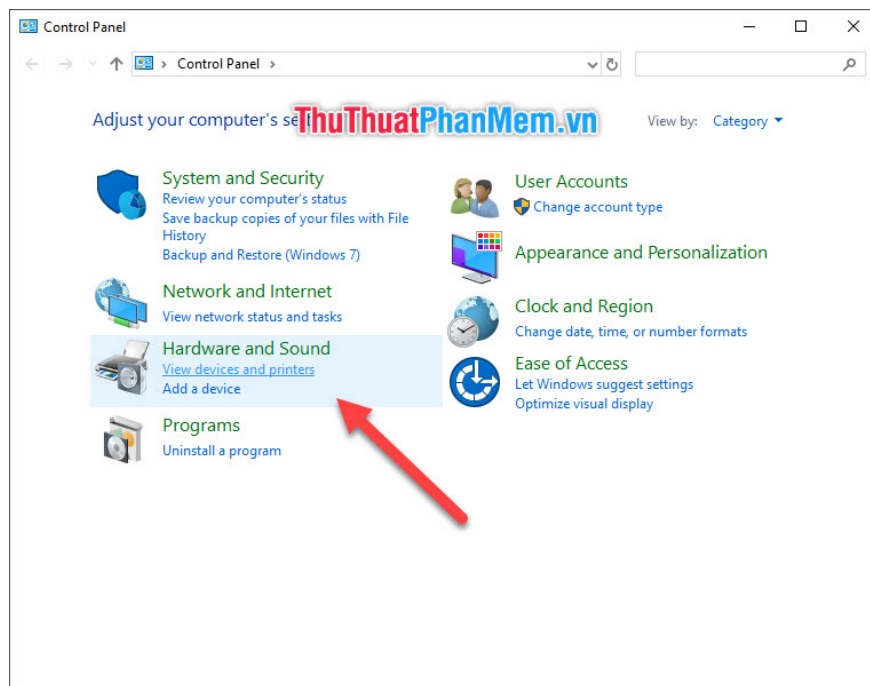 Control Panel
Control Panel
Adjust your computer's se
ThuThuatPhanMem.vn
View by: Category
System and Security
Review your computer's status
Save backup copies of your files with File
History
Backup and Restore (Windows 7)
Network and Internet
View network status and tasks
Hardware and Sound
View devices and printers
Add a device
Programs
Uninstall a program
User Accounts
Change account type
Appearance and Personalization
Clock and Region
Change date, time, or number formats
Ease of Access
Let Windows suggest settings
Optimize visual display